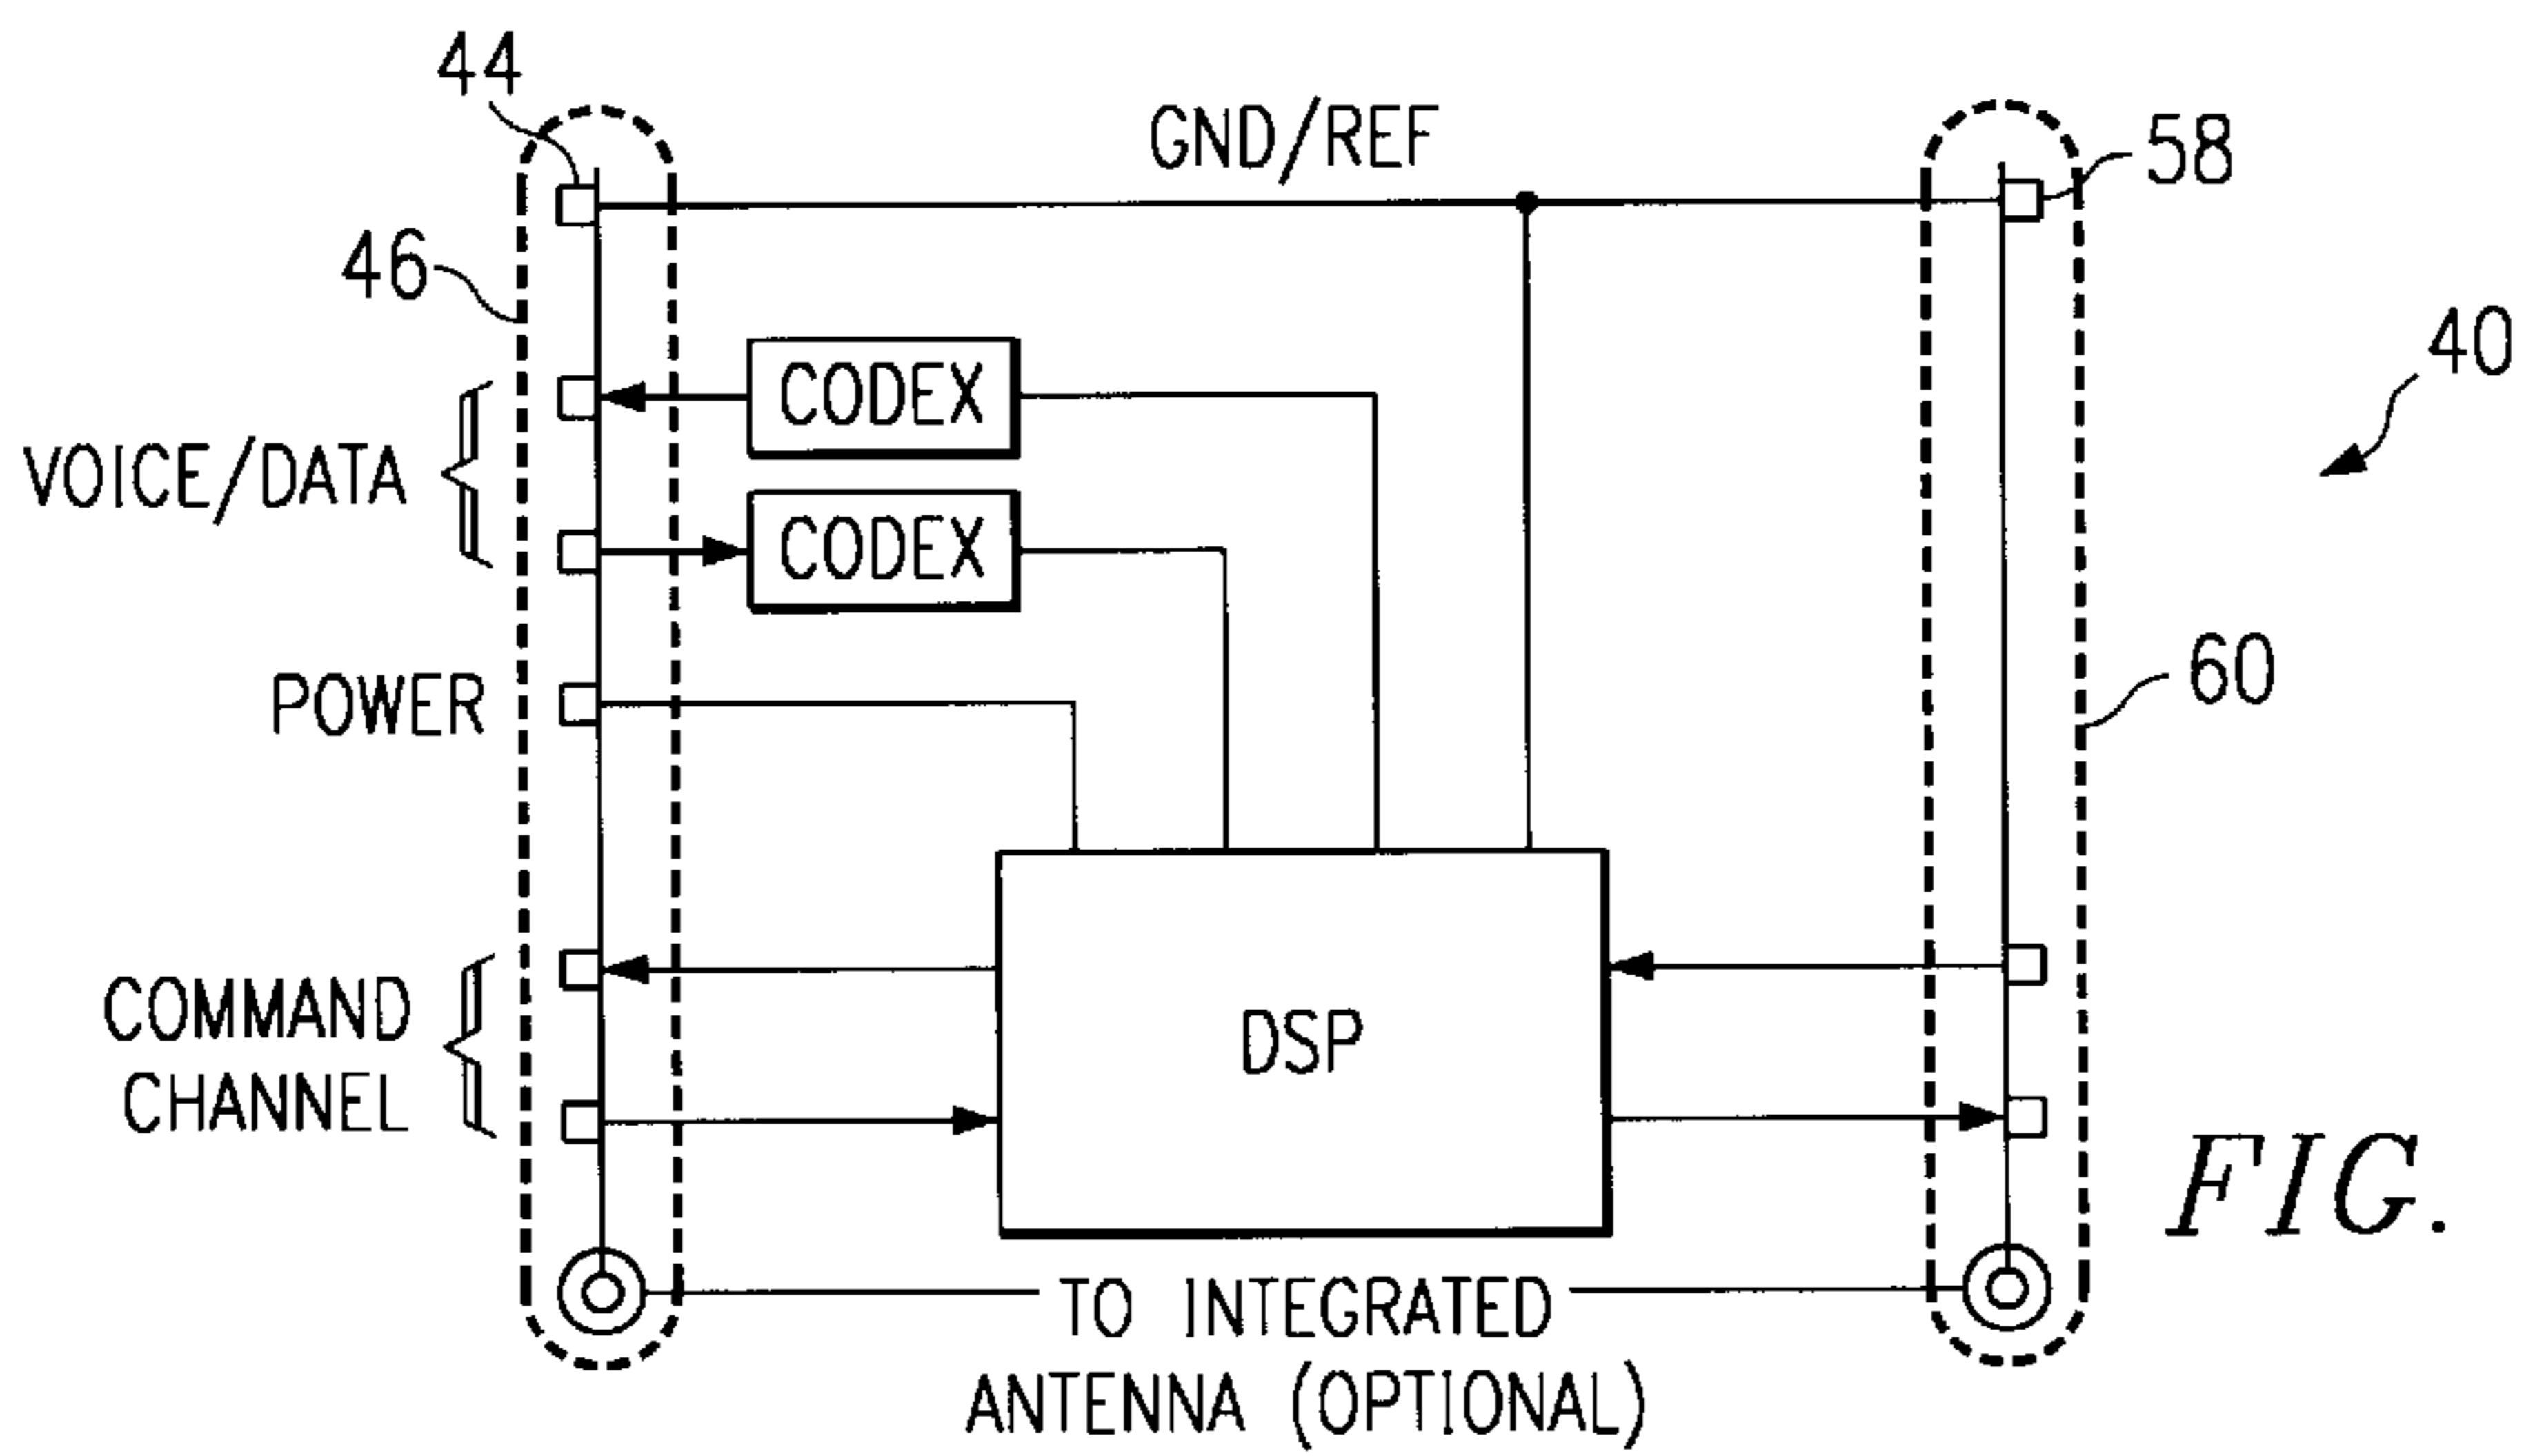 44
GND/REF
58
46
40
CODEX
VOICE/DATA
CODEX
60
POWER
COMMAND
CHANNEL
DSP
FIG.
TO INTEGRATED
ANTENNA (OPTIONAL)